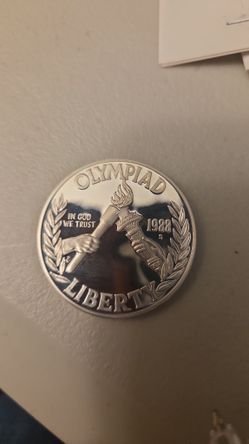 OLYMPIAD
IN GOD
WE TRUST
1988
S
LIBERTY